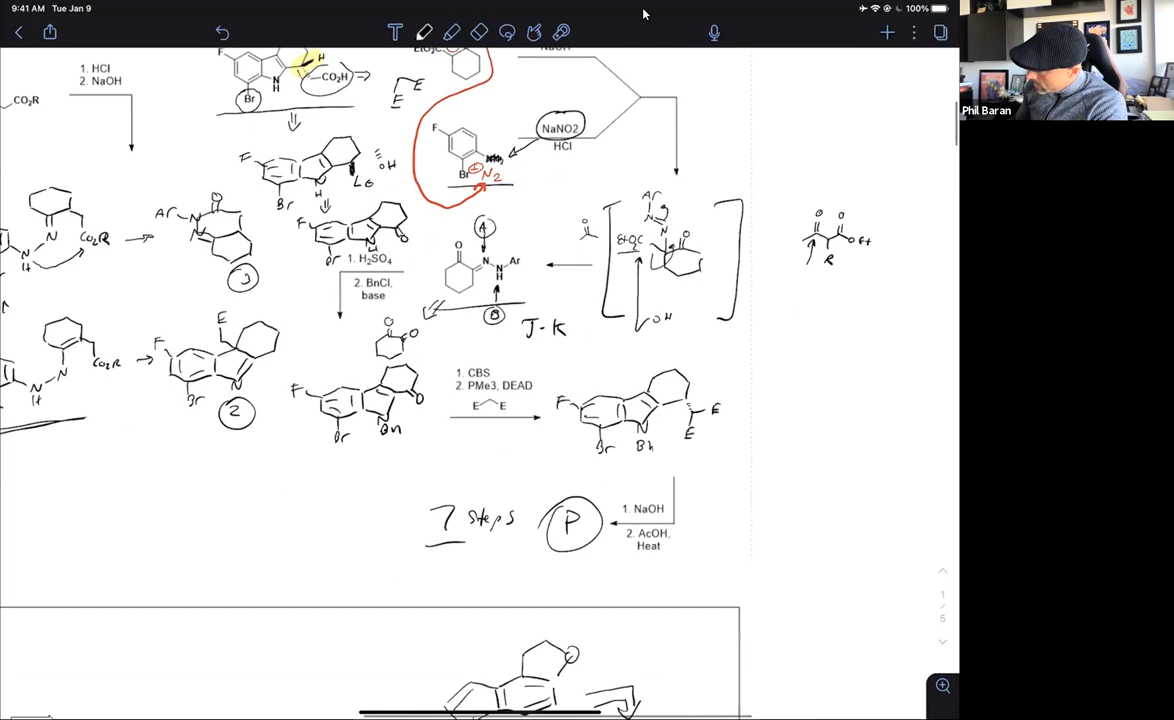 9:41 AM Tue Jan 9
100%
Phil Baran
1. HCl
2. NaOH
CO2R
F
H
CO2H
N
H
Br
E
E
EtO2C
NaOH
NaNO2
HCl
F
Br
N2
F
OH
LG
N
H
Br
Ar
N
N
O
CO2R
N
N
H
3
F
N
H
O
Br
1. H2SO4
2. BnCl,
base
A
O
N
N
H
Ar
B
J-K
Ar
N
N
EtO2C
O
OH
O
O
O
OEt
R
CO2R
N
N
H
E
F
N
Br
2
O
O
F
Br
N
Bn
O
1. CBS
2. PMe3, DEAD
E
E
F
Br
N
Bn
E
E
7 steps
P
1. NaOH
2. AcOH,
Heat
1
/
5